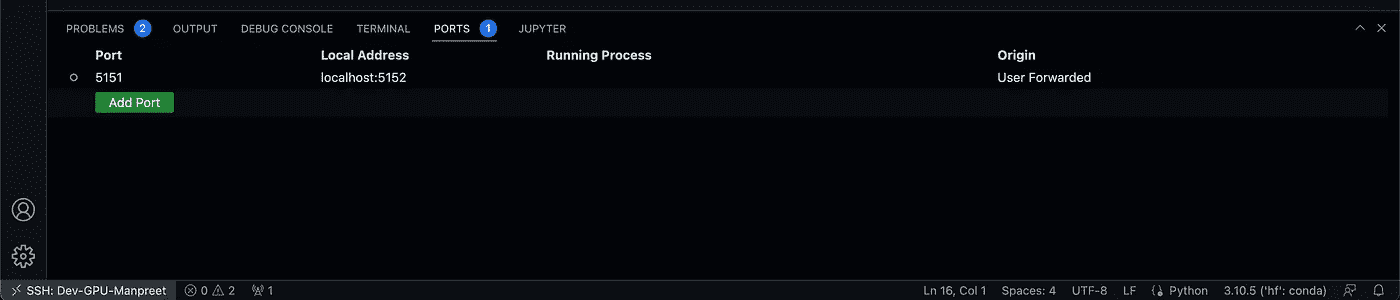 PROBLEMS 2 OUTPUT DEBUG CONSOLE TERMINAL PORTS 1 JUPYTER
Port Local Address Running Process Origin
5151 localhost:5152 User Forwarded
Add Port
SSH: Dev-GPU-Manpreet 0 2 1 Ln 16, Col 1 Spaces: 4 UTF-8 LF Python 3.10.5 ('hf': conda)